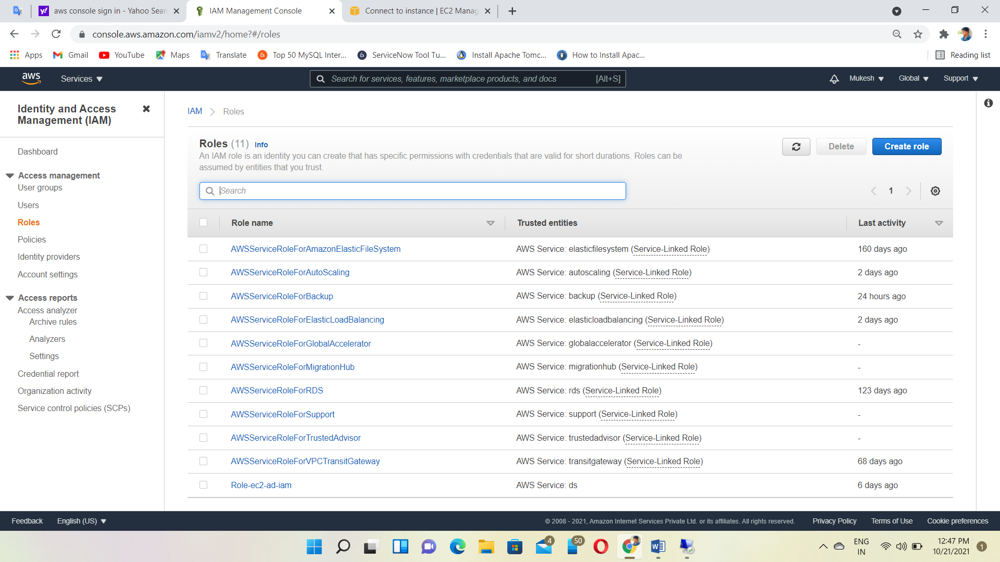 aws console sign in - Yahoo Sear
IAM Management Console
Connect to instance | EC2 Manag
console.aws.amazon.com/iamv2/home?#/roles
Apps
Gmail
YouTube
Maps
Translate
Top 50 MySQL Inter...
ServiceNow Tool Tu...
Install Apache Tomc...
How to Install Apac...
Reading list
aws
Services
Search for services, features, marketplace products, and docs
[Alt+S]
Mukesh
Global
Support
Identity and Access
Management (IAM)
Dashboard
Access management
User groups
Users
Roles
Policies
Identity providers
Account settings
Access reports
Access analyzer
Archive rules
Analyzers
Settings
Credential report
Organization activity
Service control policies (SCPs)
IAM
Roles
Roles (11) Info
An IAM role is an identity you can create that has specific permissions with credentials that are valid for short durations. Roles can be
assumed by entities that you trust.
Delete
Create role
Search
1
Role name Trusted entities Last activity
AWSServiceRoleForAmazonElasticFileSystem AWS Service: elasticfilesystem (Service-Linked Role) 160 days ago
AWSServiceRoleForAutoScaling AWS Service: autoscaling (Service-Linked Role) 2 days ago
AWSServiceRoleForBackup AWS Service: backup (Service-Linked Role) 24 hours ago
AWSServiceRoleForElasticLoadBalancing AWS Service: elasticloadbalancing (Service-Linked Role) 2 days ago
AWSServiceRoleForGlobalAccelerator AWS Service: globalaccelerator (Service-Linked Role) -
AWSServiceRoleForMigrationHub AWS Service: migrationhub (Service-Linked Role) -
AWSServiceRoleForRDS AWS Service: rds (Service-Linked Role) 123 days ago
AWSServiceRoleForSupport AWS Service: support (Service-Linked Role) -
AWSServiceRoleForTrustedAdvisor AWS Service: trustedadvisor (Service-Linked Role) -
AWSServiceRoleForVPCTransitGateway AWS Service: transitgateway (Service-Linked Role) 68 days ago
Role-ec2-ad-iam AWS Service: ds 6 days ago
Feedback
English (US)
© 2008 - 2021, Amazon Internet Services Private Ltd. or its affiliates. All rights reserved.
Privacy Policy
Terms of Use
Cookie preferences
4
50
ENG
IN
12:47 PM
10/21/2021
1